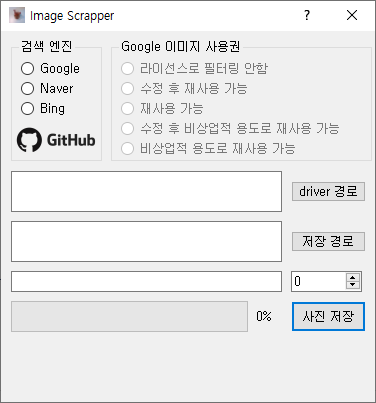 Image Scrapper
검색 엔진
Google
Naver
Bing
GitHub
Google 이미지 사용권
라이선스로 필터링 안함
수정 후 재사용 가능
재사용 가능
수정 후 비상업적 용도로 재사용 가능
비상업적 용도로 재사용 가능
driver 경로
저장 경로
0
0%
사진 저장